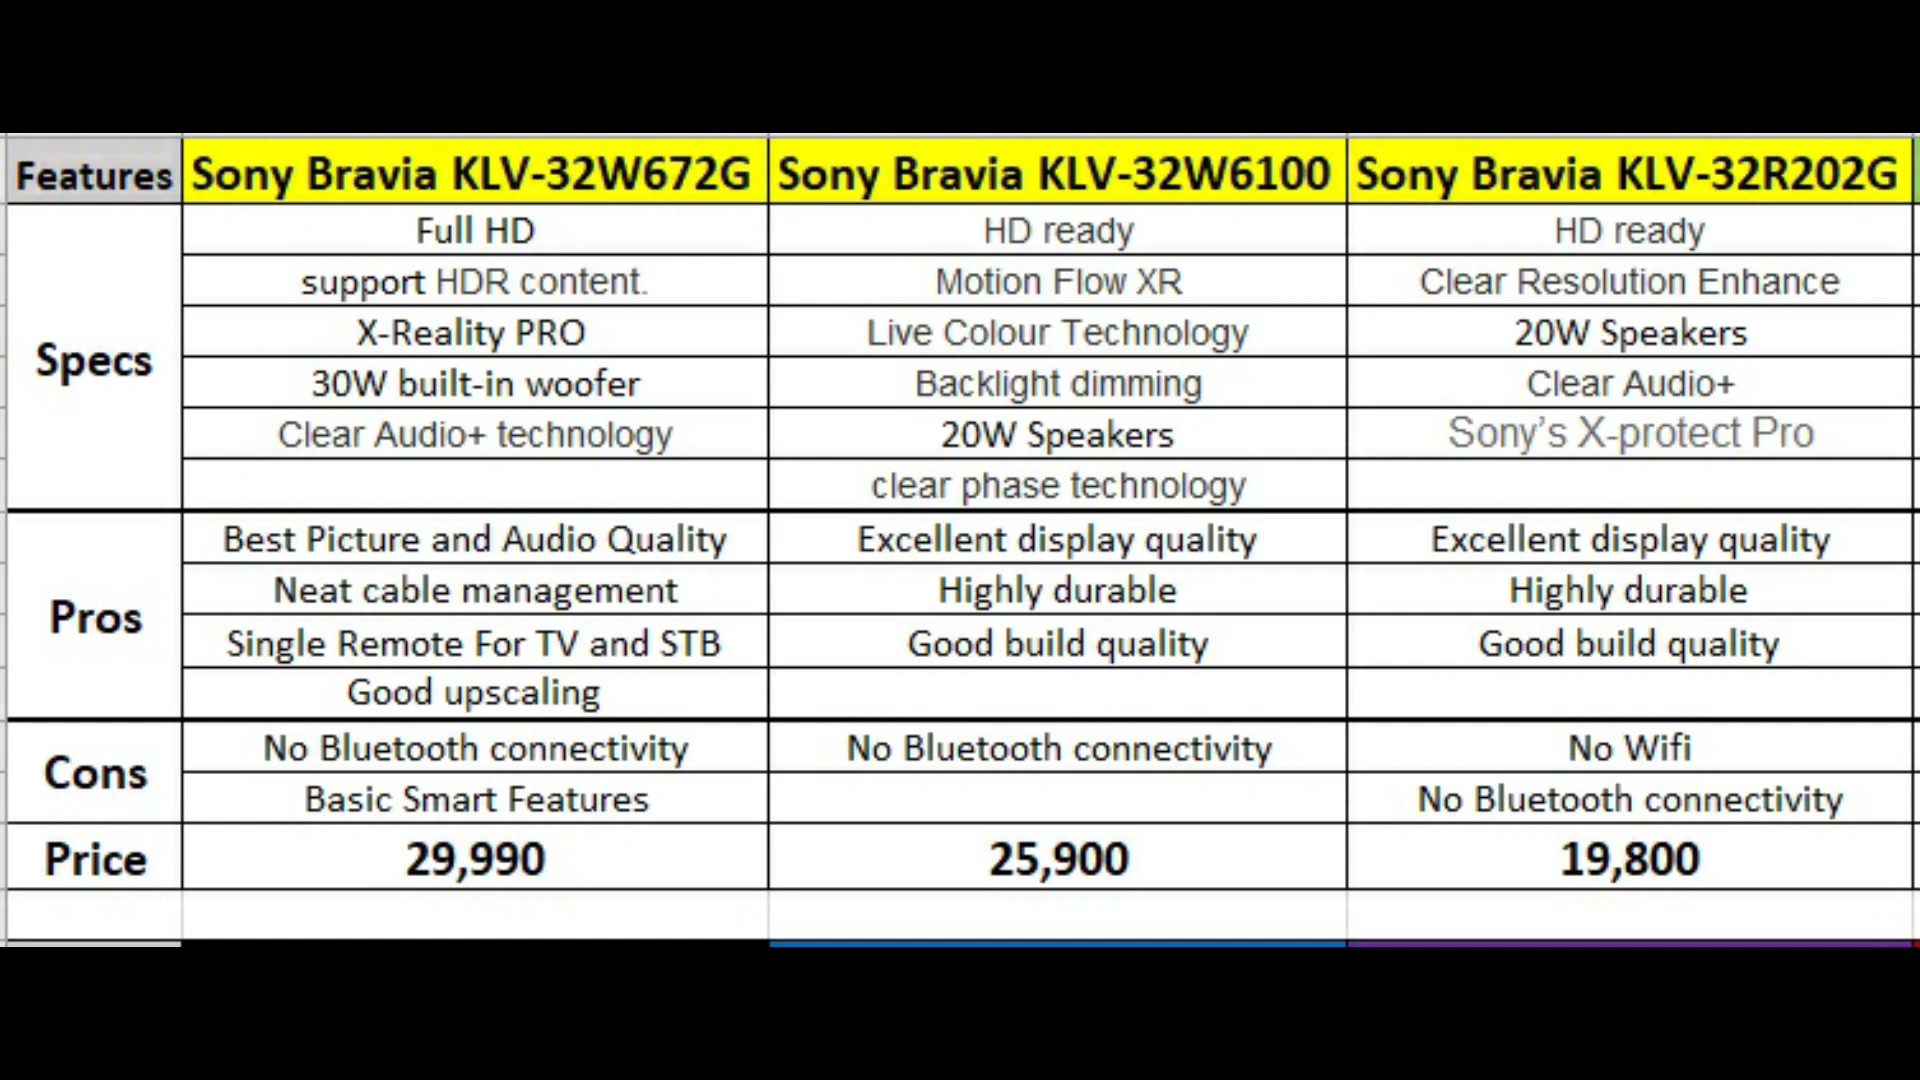 Features Sony Bravia KLV-32W672G Sony Bravia KLV-32W6100 Sony Bravia KLV-32R202G
Full HD HD ready HD ready
support HDR content. Motion Flow XR Clear Resolution Enhance
X-Reality PRO Live Colour Technology 20W Speakers
Specs
30W built-in woofer Backlight dimming Clear Audio+
Clear Audio+ technology 20W Speakers Sony’s X-protect Pro
clear phase technology
Best Picture and Audio Quality Excellent display quality Excellent display quality
Neat cable management Highly durable Highly durable
Pros
Single Remote For TV and STB Good build quality Good build quality
Good upscaling
No Bluetooth connectivity No Bluetooth connectivity No Wifi
Cons
Basic Smart Features No Bluetooth connectivity
Price 29,990 25,900 19,800